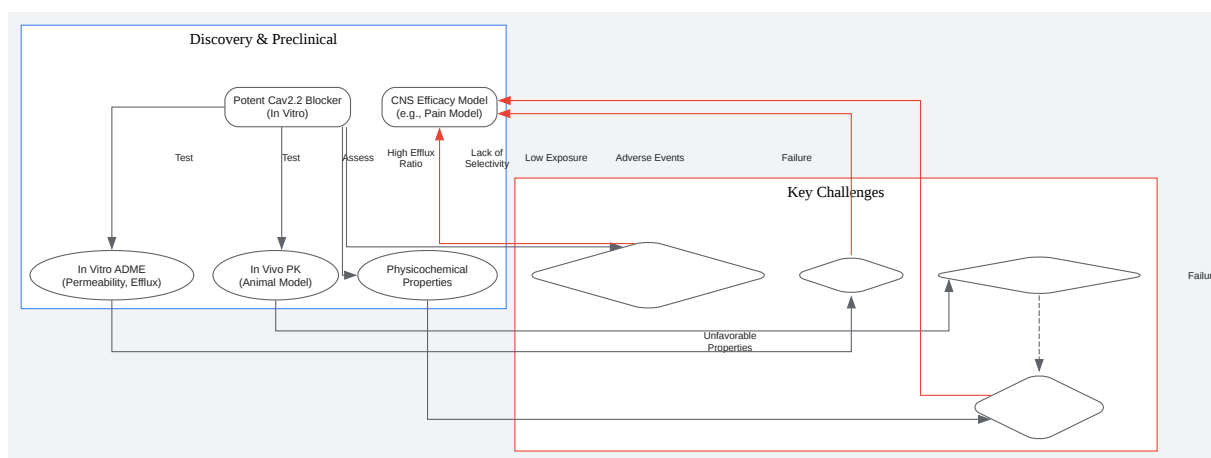 Discovery & Preclinical
Potent Cav2.2 Blocker
(In Vitro)
CNS Efficacy Model
(e.g., Pain Model)
Test
Test
Assess
High Efflux
Ratio
Lack of
Selectivity
Low Exposure
Adverse Events
Failure
Key Challenges
In Vitro ADME
(Permeability, Efflux)
In Vivo PK
(Animal Model)
Physicochemical
Properties
Unfavorable
Properties